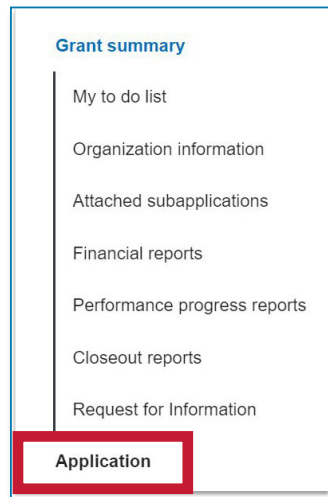 Grant summary
My to do list
Organization information
Attached subapplications
Financial reports
Performance progress reports
Closeout reports
Request for Information
Application